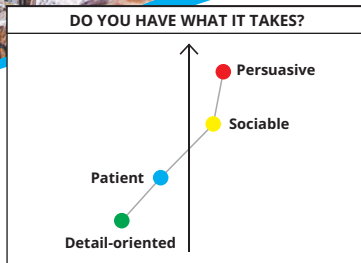 DO YOU HAVE WHAT IT TAKES?
Persuasive
Sociable
Patient
Detail-oriented